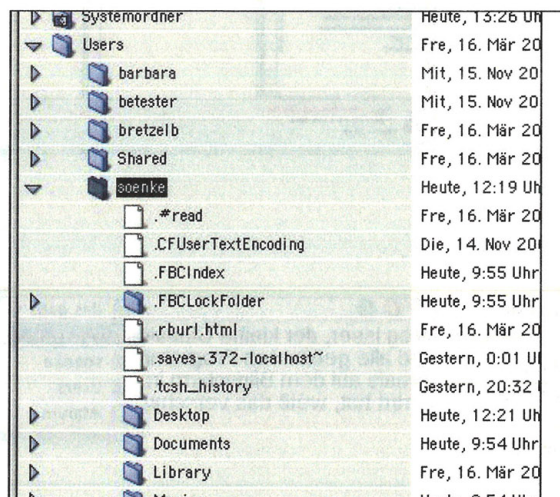 Systemordner Heute, 13:26 Uh
Users Fre, 16. Mär 20
barbara Mit, 15. Nov 20
betester Mit, 15. Nov 20
bretzelb Fre, 16. Mär 20
Shared Fre, 16. Mär 20
soenke Heute, 12:19 Uh
.#read Fre, 16. Mär 20
.CFUserTextEncoding Die, 14. Nov 200
.FBCIndex Heute, 9:55 Uhr
.FBCLockFolder Heute, 9:55 Uhr
.rburl.html Fre, 16. Mär 20
.saves-372-localhost~ Gestern, 0:01 U
.tcsh_history Gestern, 20:32
Desktop Heute, 12:21 Uh
Documents Heute, 9:54 Uhr
Library Fre, 16. Mär 20